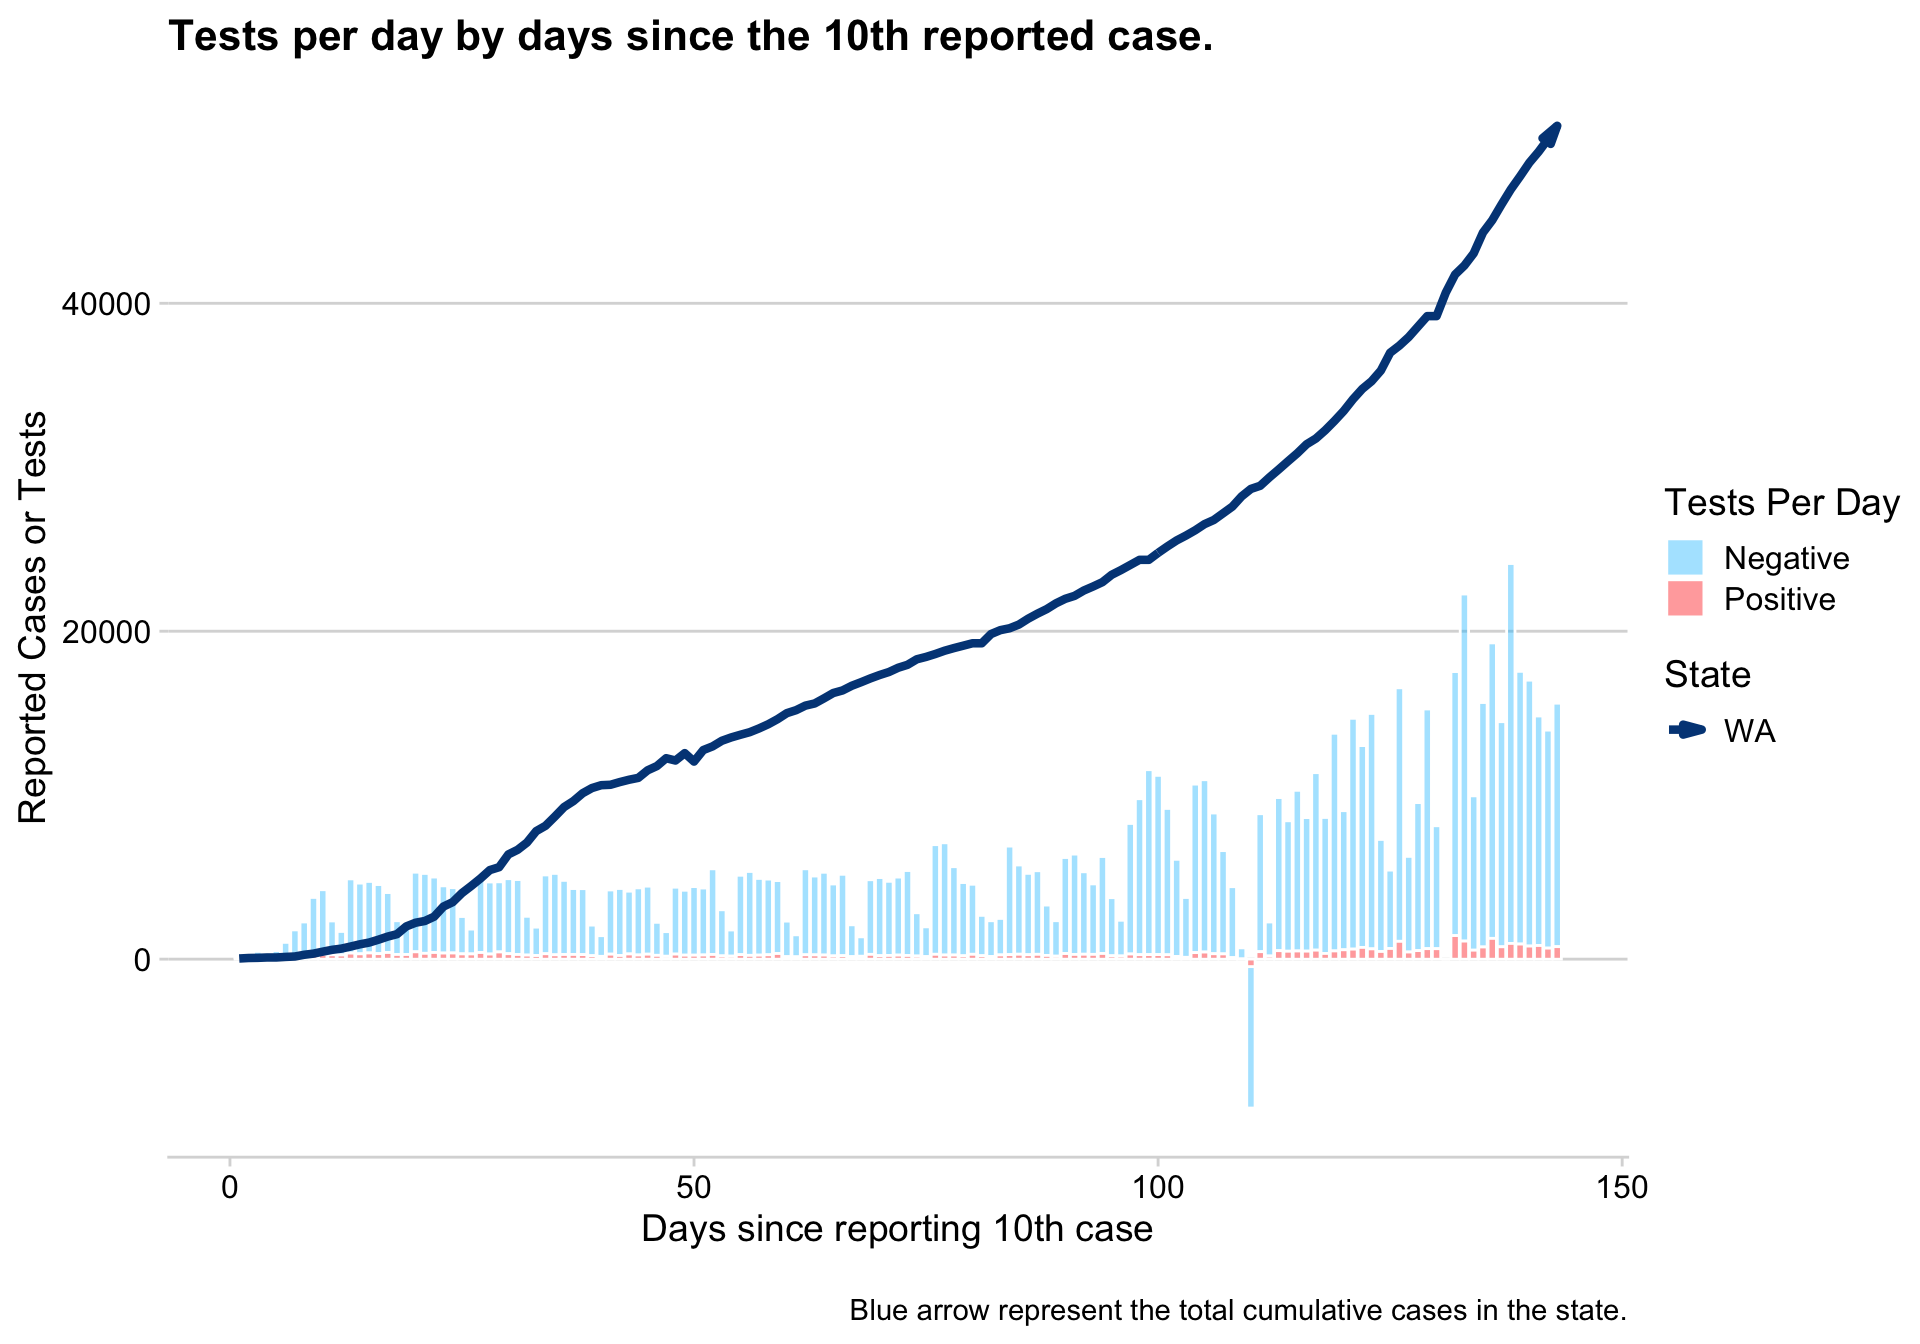 Tests per day by days since the 10th reported case.
Reported Cases or Tests
40000
20000
0
0
50
100
150
Days since reporting 10th case
Tests Per Day
Negative
Positive
State
WA
Blue arrow represent the total cumulative cases in the state.